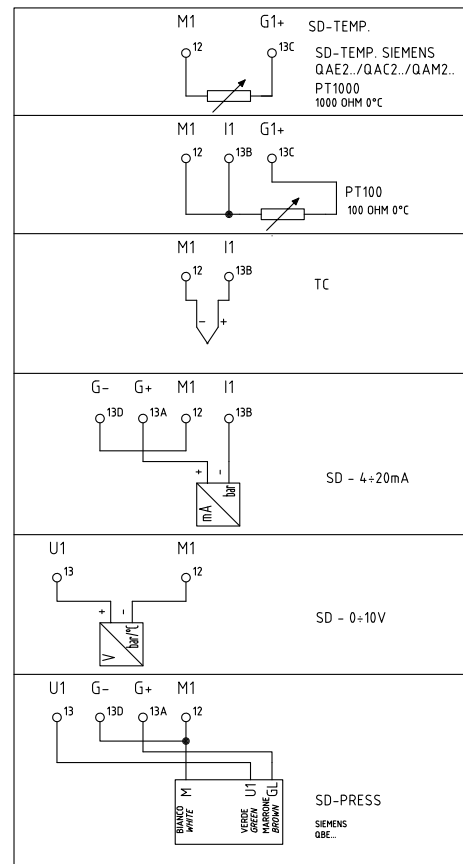 M1 G1+ SD-TEMP.
12 13C SD-TEMP. SIEMENS
QAE2../QAC2../QAM2..
PT1000
1000 OHM 0°C
M1 I1 G1+
12 13B 13C
PT100
100 OHM 0°C
M1 I1
12 13B TC
- +
G- G+ M1 I1
13D 13A 12 13B
+ -
mA bar
SD - 4÷20mA
U1 M1
13 12
+ -
V bar/°C
SD - 0÷10V
U1 G- G+ M1
13 13D 13A 12
M U1 GL
BIANCO VERDE MARRONE
WHITE GREEN BROWN
SD-PRESS
SIEMENS
QBE...